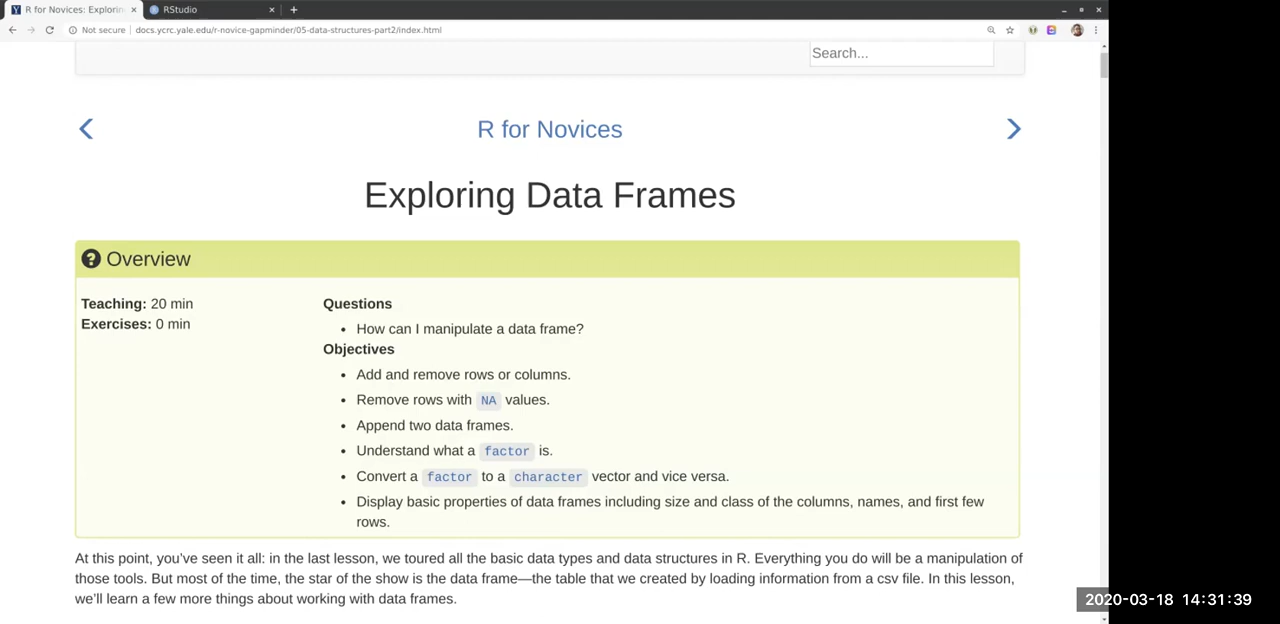 R for Novices: Explorin
RStudio
Not secure | docs.ycrc.yale.edu/r-novice-gapminder/05-data-structures-part2/index.html
Search...
R for Novices
Exploring Data Frames
Overview
Teaching: 20 min
Exercises: 0 min
Questions
• How can I manipulate a data frame?
Objectives
• Add and remove rows or columns.
• Remove rows with NA values.
• Append two data frames.
• Understand what a factor is.
• Convert a factor to a character vector and vice versa.
• Display basic properties of data frames including size and class of the columns, names, and first few
rows.
At this point, you’ve seen it all: in the last lesson, we toured all the basic data types and data structures in R. Everything you do will be a manipulation of
those tools. But most of the time, the star of the show is the data frame—the table that we created by loading information from a csv file. In this lesson,
we’ll learn a few more things about working with data frames.
2020-03-18 14:31:39